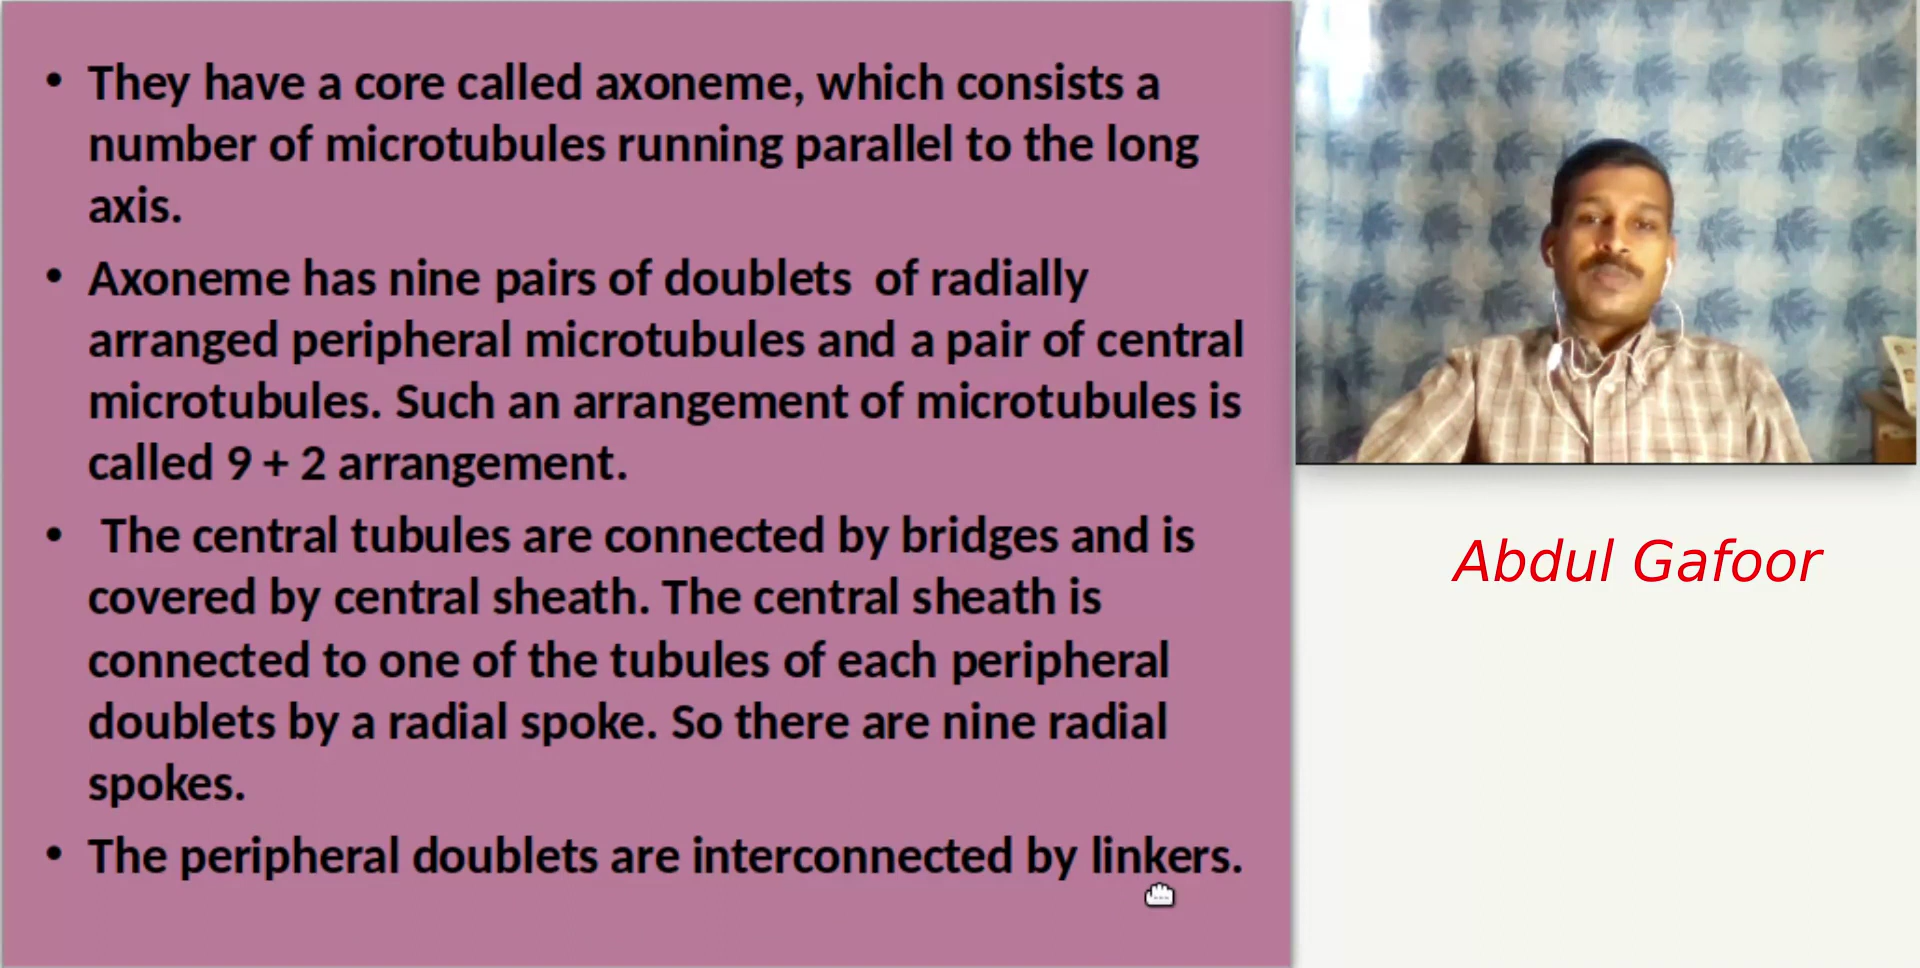 • They have a core called axoneme, which consists a
number of microtubules running parallel to the long
axis.
• Axoneme has nine pairs of doublets  of radially
arranged peripheral microtubules and a pair of central
microtubules. Such an arrangement of microtubules is
called 9 + 2 arrangement.
•  The central tubules are connected by bridges and is
covered by central sheath. The central sheath is
connected to one of the tubules of each peripheral
doublets by a radial spoke. So there are nine radial
spokes.
• The peripheral doublets are interconnected by linkers.
Abdul Gafoor